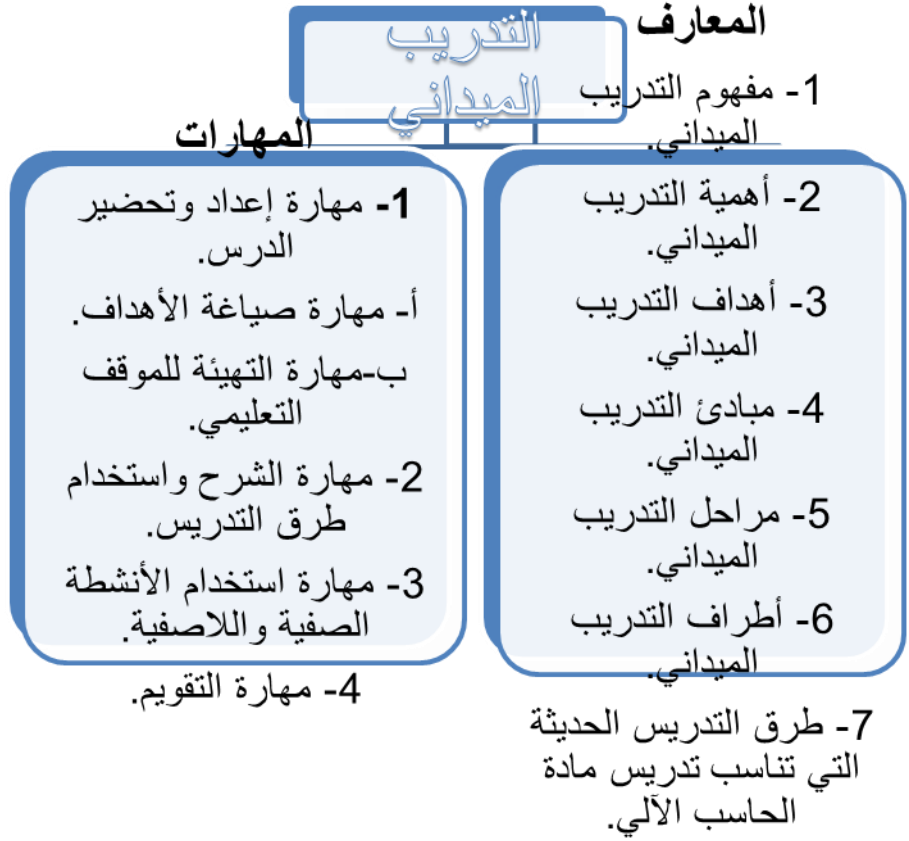 التدريب
الميداني
المعارف
1- مفهوم التدريب
الميداني.
2- أهمية التدريب
الميداني.
3- أهداف التدريب
الميداني.
4- مبادئ التدريب
الميداني.
5- مراحل التدريب
الميداني.
6- أطراف التدريب
الميداني.
7- طرق التدريس الحديثة
التي تناسب تدريس مادة
الحاسب الآلي.
المهارات
1- مهارة إعداد وتحضير
الدرس.
أ- مهارة صياغة الأهداف.
ب-مهارة التهيئة للموقف
التعليمي.
2- مهارة الشرح واستخدام
طرق التدريس.
3- مهارة استخدام الأنشطة
الصفية واللاصفية.
4- مهارة التقويم.